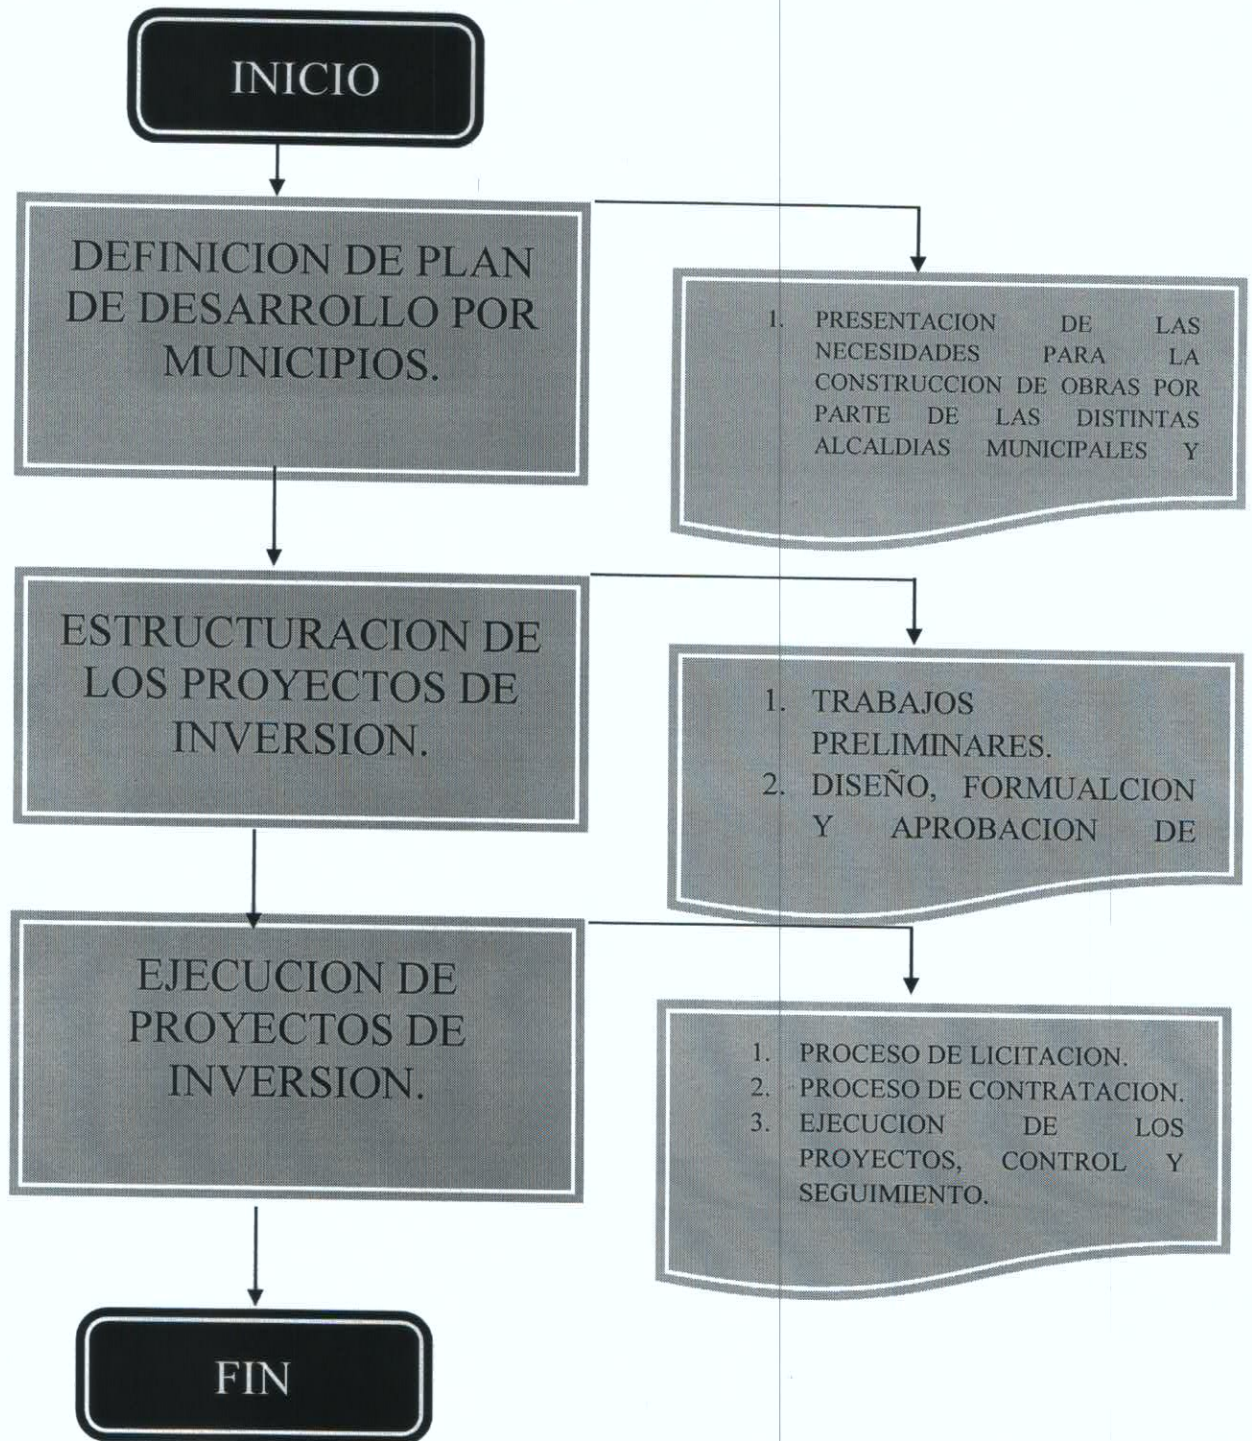 INICIO
DEFINICION DE PLAN
DE DESARROLLO POR
MUNICIPIOS.
1. PRESENTACION DE LAS
NECESIDADES PARA LA
CONSTRUCCION DE OBRAS POR
PARTE DE LAS DISTINTAS
ALCALDIAS MUNICIPALES Y
ESTRUCTURACION DE
LOS PROYECTOS DE
INVERSION.
1. TRABAJOS
PRELIMINARES.
2. DISEÑO, FORMUALCION
Y APROBACION DE
EJECUCION DE
PROYECTOS DE
INVERSION.
1. PROCESO DE LICITACION.
2. PROCESO DE CONTRATACION.
3. EJECUCION DE LOS
PROYECTOS, CONTROL Y
SEGUIMIENTO.
FIN